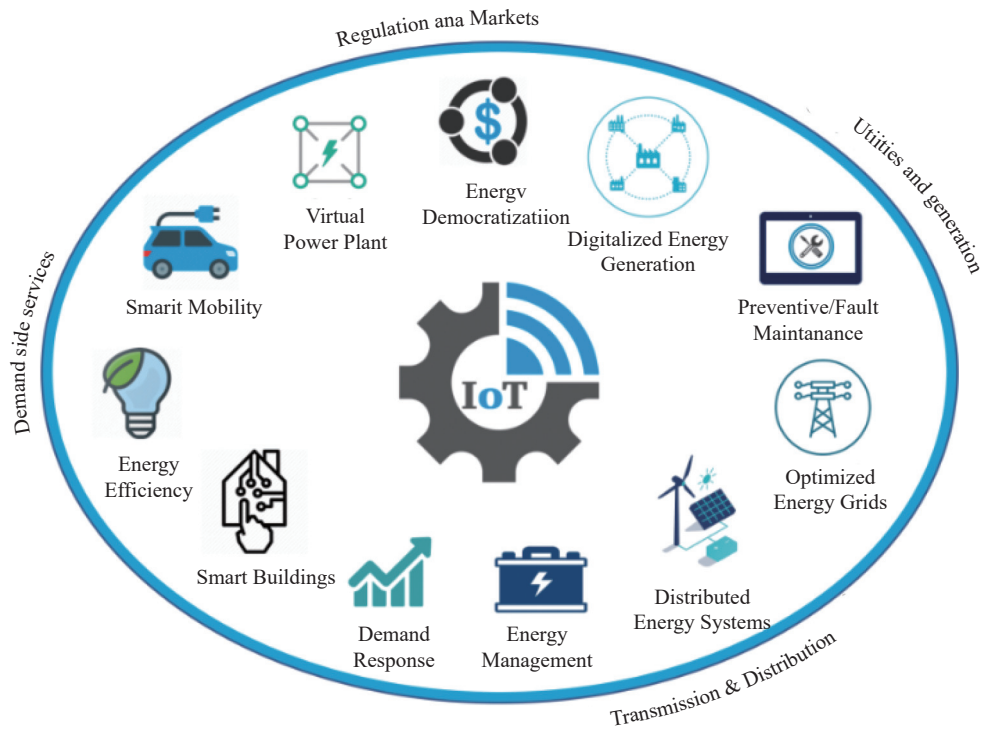 Regulation ana Markets
Utiities and generation
Demand side services
Transmission & Distribution
$
Virtual
Power Plant
Energv
Democratizatiion
Digitalized Energy
Generation
Smarit Mobility
Preventive/Fault
Maintanance
IoT
Energy
Efficiency
Optimized
Energy Grids
Smart Buildings
Distributed
Energy Systems
Demand
Response
Energy
Management